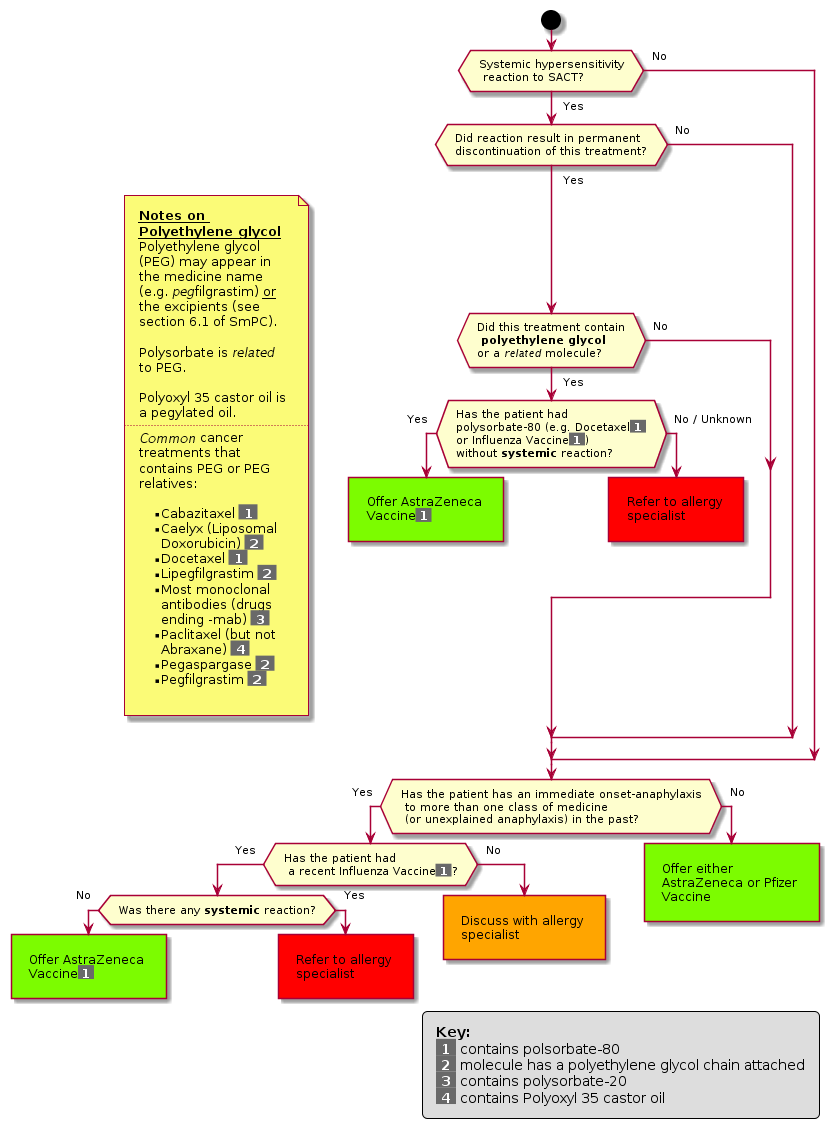 Systemic hypersensitivity
reaction to SACT?
No
Yes
Did reaction result in permanent
discontinuation of this treatment?
No
Yes
Notes on
Polyethylene glycol
Polyethylene glycol
(PEG) may appear in
the medicine name
(e.g. pegfilgrastim) or
the excipients (see
section 6.1 of SmPC).
Polysorbate is related
to PEG.
Polyoxyl 35 castor oil is
a pegylated oil.
Common cancer
treatments that
contains PEG or PEG
relatives:
Cabazitaxel 1
Caelyx (Liposomal
Doxorubicin) 2
Docetaxel 1
Lipegfilgrastim 2
Most monoclonal
antibodies (drugs
ending -mab) 3
Paclitaxel (but not
Abraxane) 4
Pegaspargase 2
Pegfilgrastim 2
Did this treatment contain
polyethylene glycol
or a related molecule?
No
Yes
Has the patient had
polysorbate-80 (e.g. Docetaxel 1
or Influenza Vaccine 1)
without systemic reaction?
Yes
No / Unknown
Offer AstraZeneca
Vaccine 1
Refer to allergy
specialist
Has the patient has an immediate onset-anaphylaxis
to more than one class of medicine
(or unexplained anaphylaxis) in the past?
Yes
No
Has the patient had
a recent Influenza Vaccine 1?
Yes
No
Offer either
AstraZeneca or Pfizer
Vaccine
Was there any systemic reaction?
No
Yes
Discuss with allergy
specialist
Offer AstraZeneca
Vaccine 1
Refer to allergy
specialist
Key:
1 contains polsorbate-80
2 molecule has a polyethylene glycol chain attached
3 contains polysorbate-20
4 contains Polyoxyl 35 castor oil